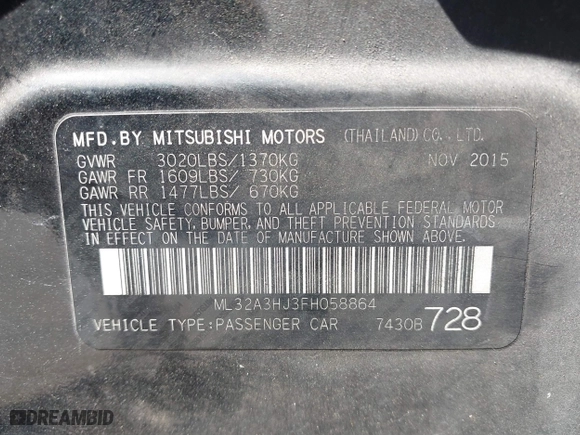 MFD. BY MITSUBISHI MOTORS (THAILAND) CO., LTD.
GVWR 3020LBS/1370KG NOV 2015
GAWR FR 1609LBS/ 730KG
GAWR RR 1477LBS/ 670KG
THIS VEHICLE CONFORMS TO ALL APPLICABLE FEDERAL MOTOR
VEHICLE SAFETY, BUMPER, AND THEFT PREVENTION STANDARDS
IN EFFECT ON THE DATE OF MANUFACTURE SHOWN ABOVE.
ML32A3HJ3FH058864
VEHICLE TYPE:PASSENGER CAR 7430B 728
DREAMBID